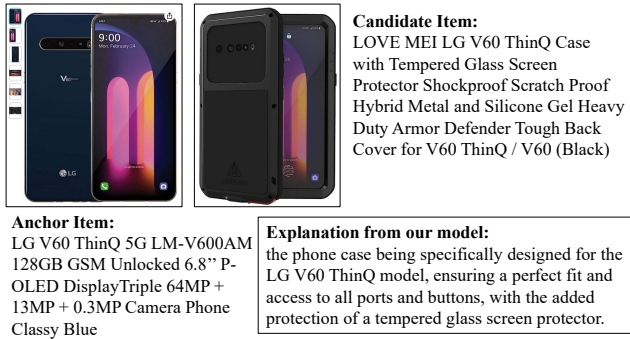 9:00
Mon, February 24
LG
Candidate Item:
LOVE MEI LG V60 ThinQ Case
with Tempered Glass Screen
Protector Shockproof Scratch Proof
Hybrid Metal and Silicone Gel Heavy
Duty Armor Defender Tough Back
Cover for V60 ThinQ / V60 (Black)
Anchor Item:
LG V60 ThinQ 5G LM-V600AM
128GB GSM Unlocked 6.8’’ P-
OLED DisplayTriple 64MP +
13MP + 0.3MP Camera Phone
Classy Blue
Explanation from our model:
the phone case being specifically designed for the
LG V60 ThinQ model, ensuring a perfect fit and
access to all ports and buttons, with the added
protection of a tempered glass screen protector.